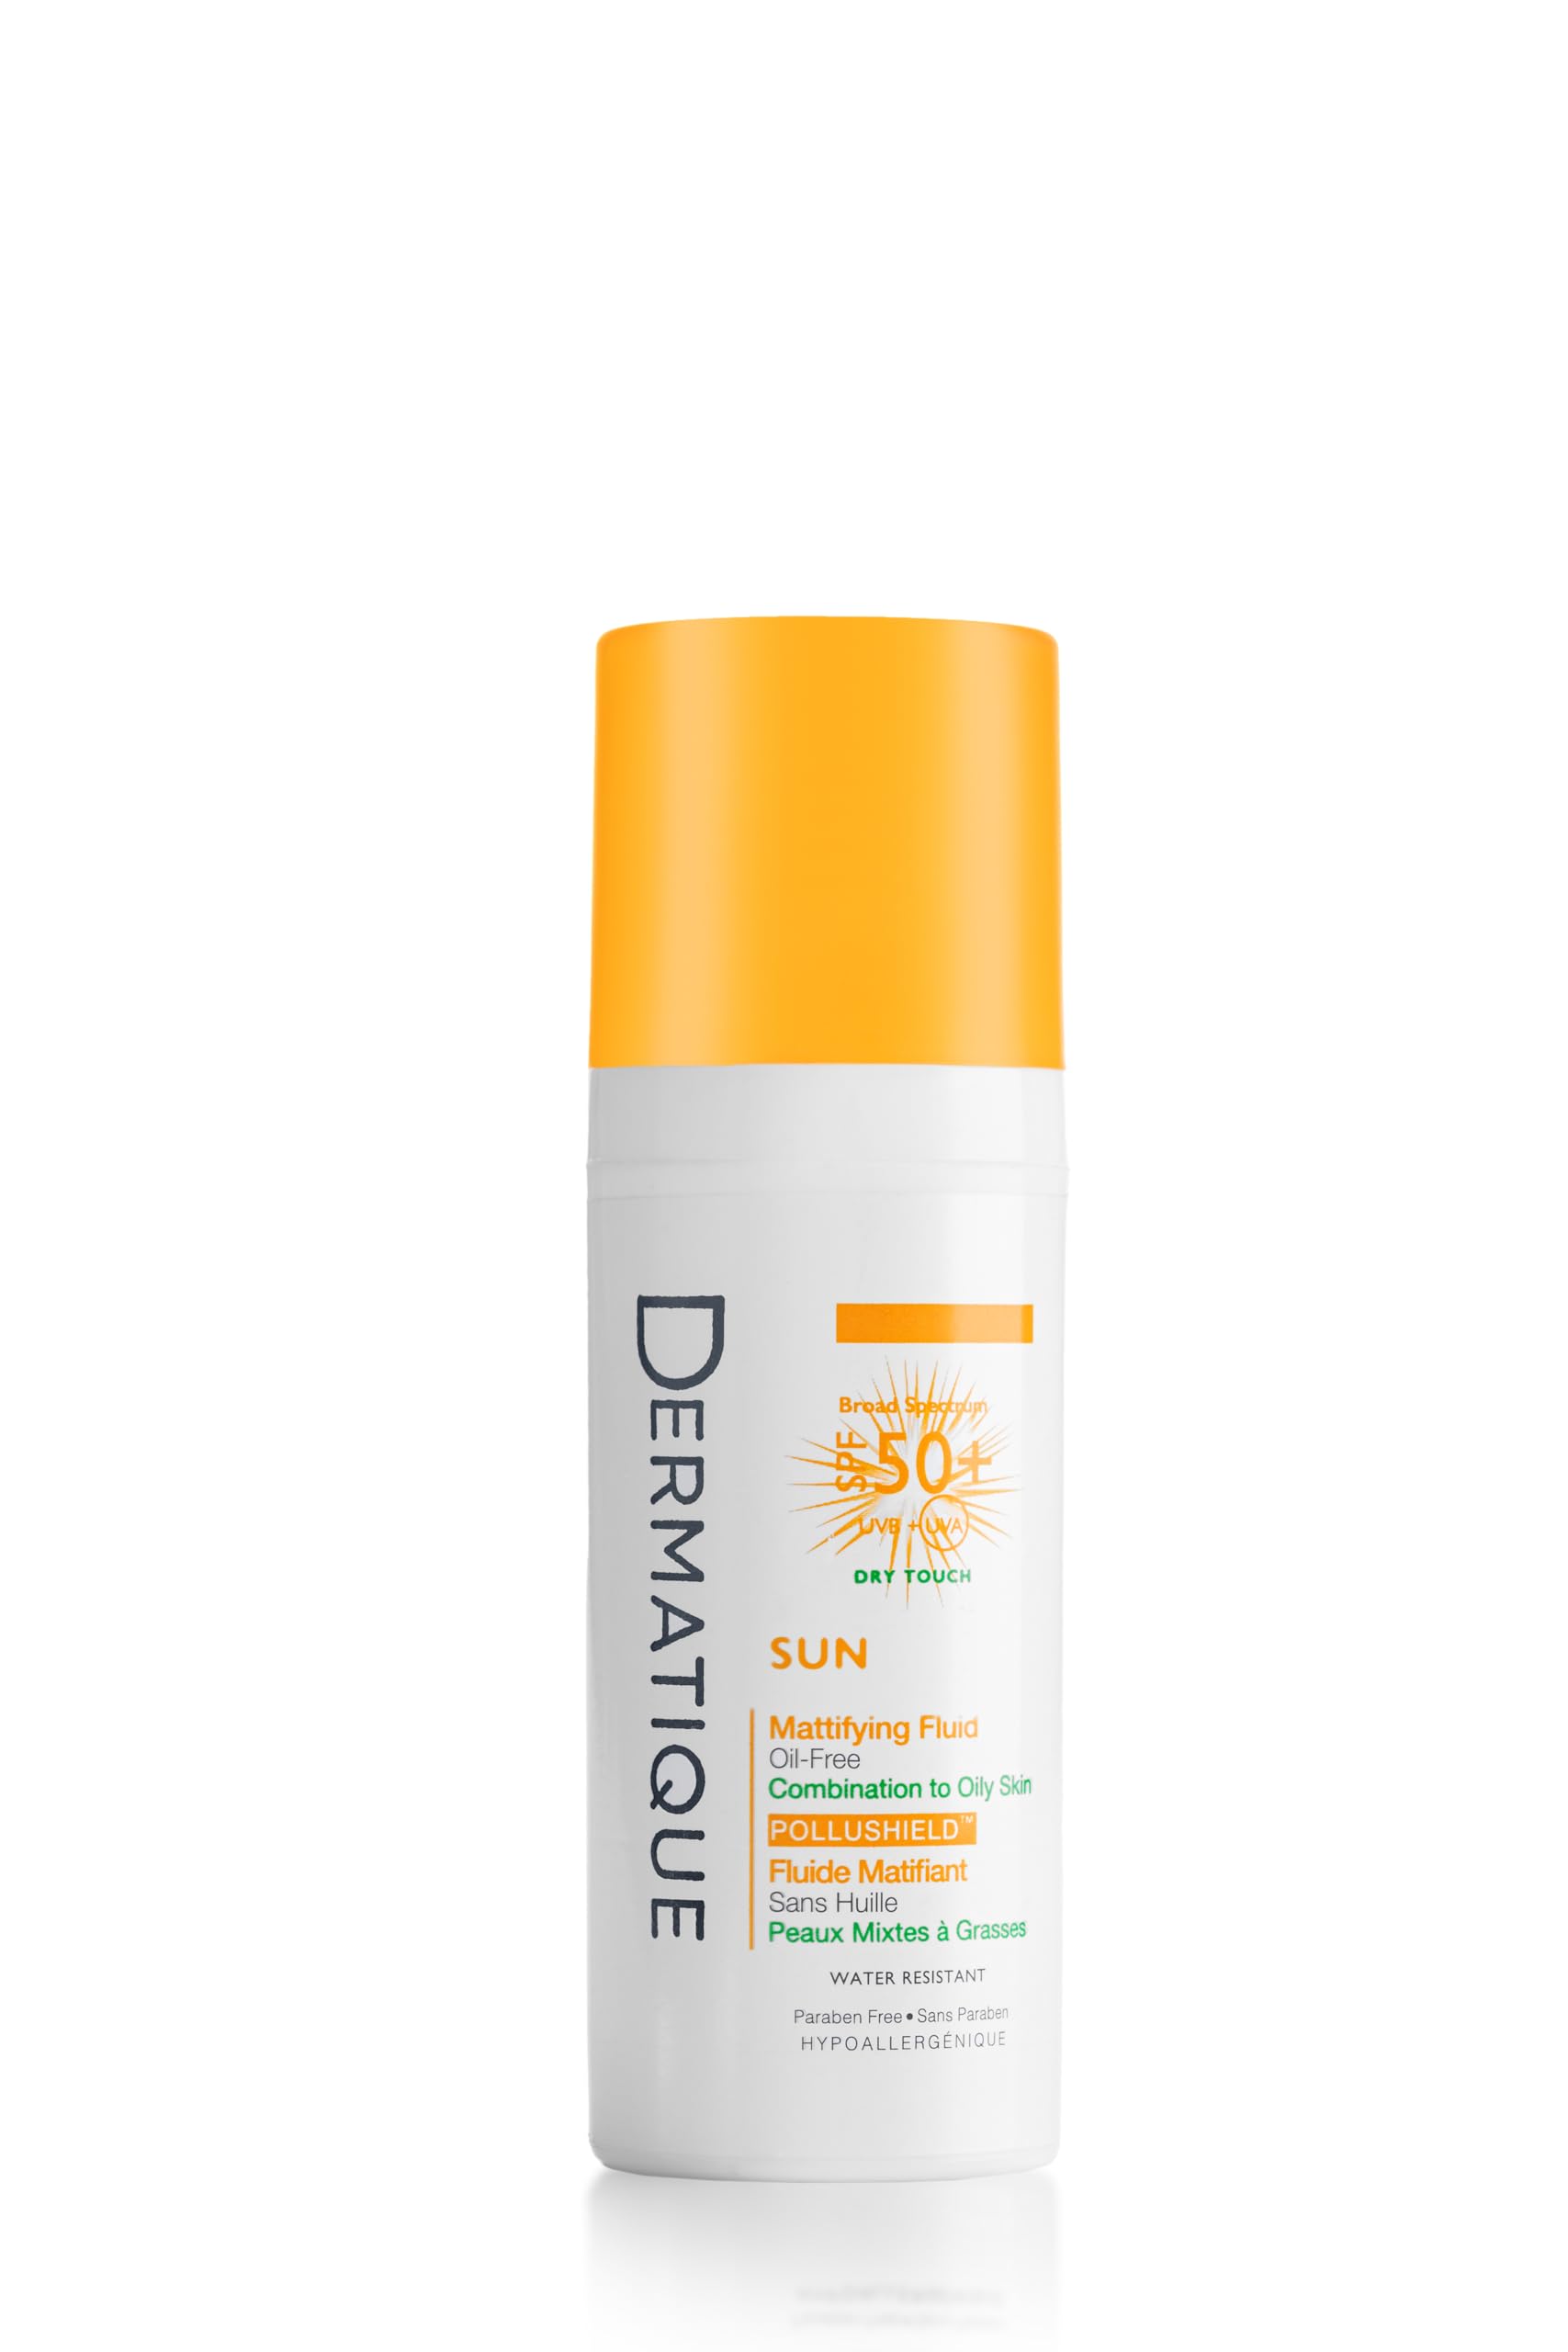 DERMATIQUE
Broad Spectrum
SPF 50+
UVB + UVA
DRY TOUCH
SUN
Mattifying Fluid
Oil-Free
Combination to Oily Skin
POLLUSHIELD™
Fluide Matifiant
Sans Huille
Peaux Mixtes à Grasses
WATER RESISTANT
Paraben Free • Sans Paraben
HYPOALLERGÉNIQUE